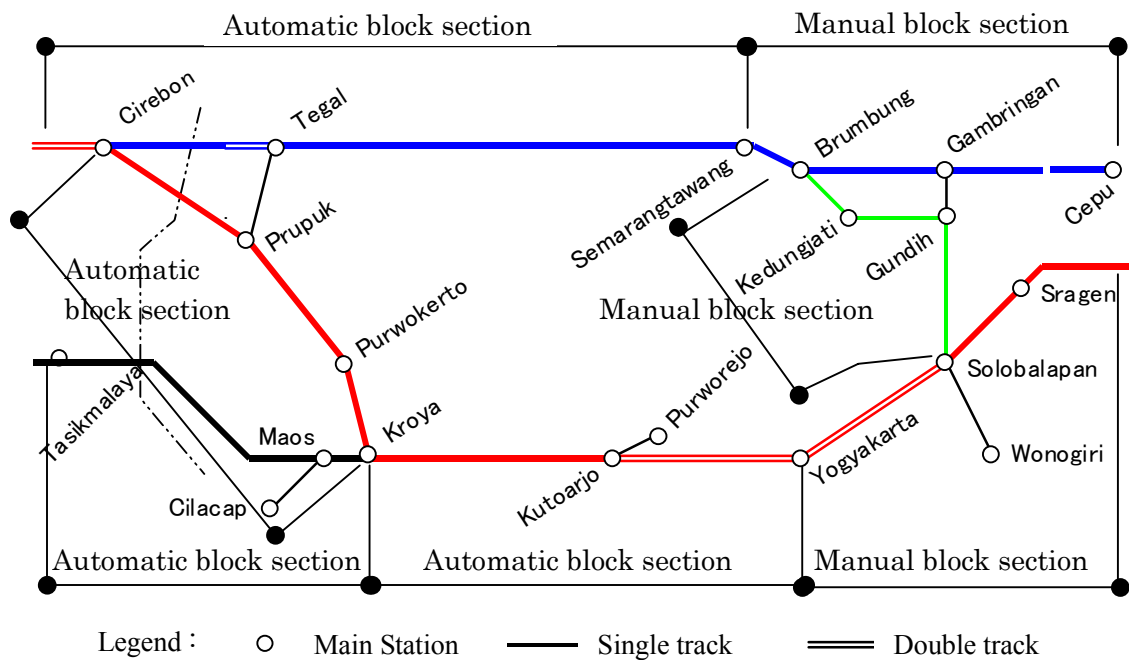 Automatic block section
Manual block section
Cirebon
Tegal
Brumbung
Gambringan
Semarangtawang
Cepu
Prupuk
Kedungjati
Gundih
Automatic
block section
Manual block section
Sragen
Purwokerto
Solobalapan
Tasikmalaya
Purworejo
Maos
Kroya
Yogyakarta
Wonogiri
Kutoarjo
Cilacap
Automatic block section
Automatic block section
Manual block section
Legend : Main Station Single track Double track